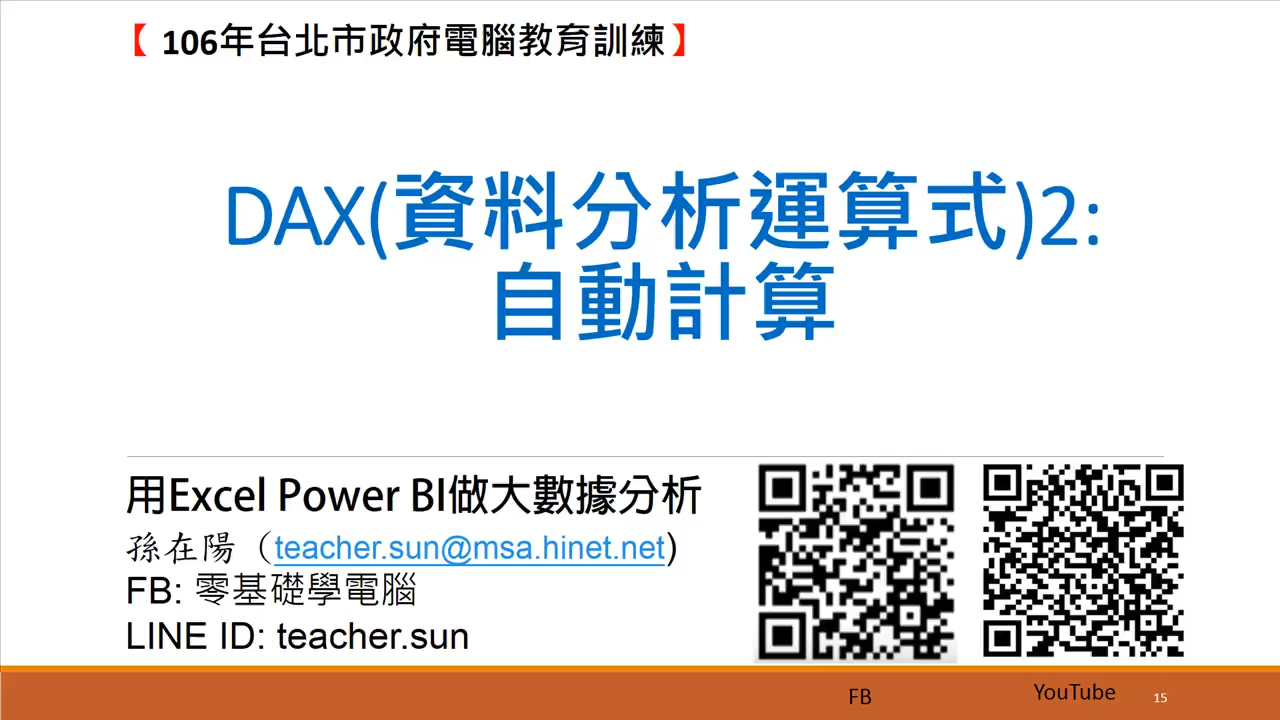 【 106年台北市政府電腦教育訓練】
DAX(資料分析運算式)2:
自動計算
用Excel Power BI做大數據分析
孫在陽（teacher.sun@msa.hinet.net)
FB: 零基礎學電腦
LINE ID: teacher.sun
FB
YouTube
15